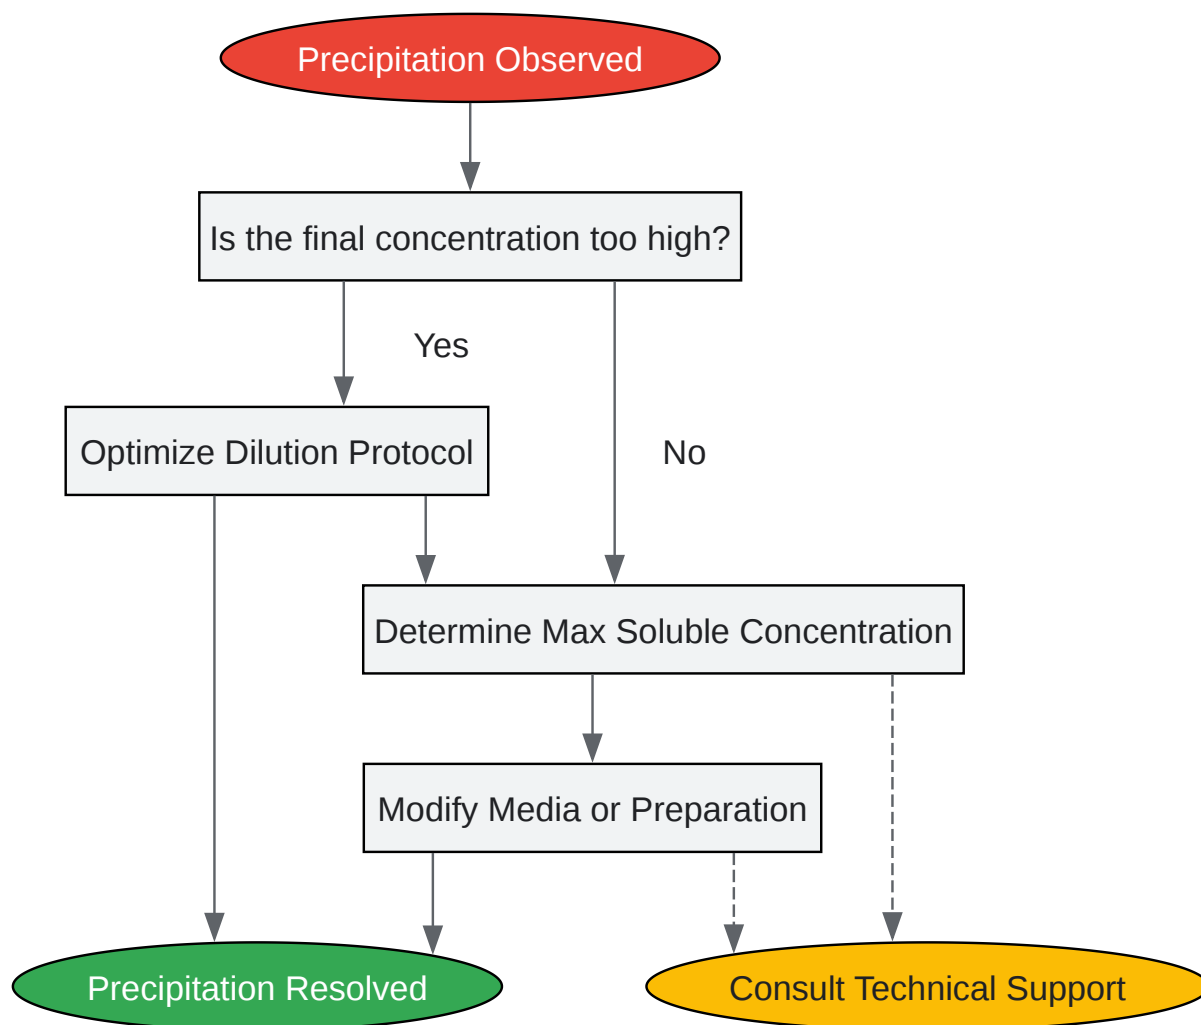 Precipitation Observed
Is the final concentration too high?
Yes
Optimize Dilution Protocol
No
Determine Max Soluble Concentration
Modify Media or Preparation
Precipitation Resolved
Consult Technical Support